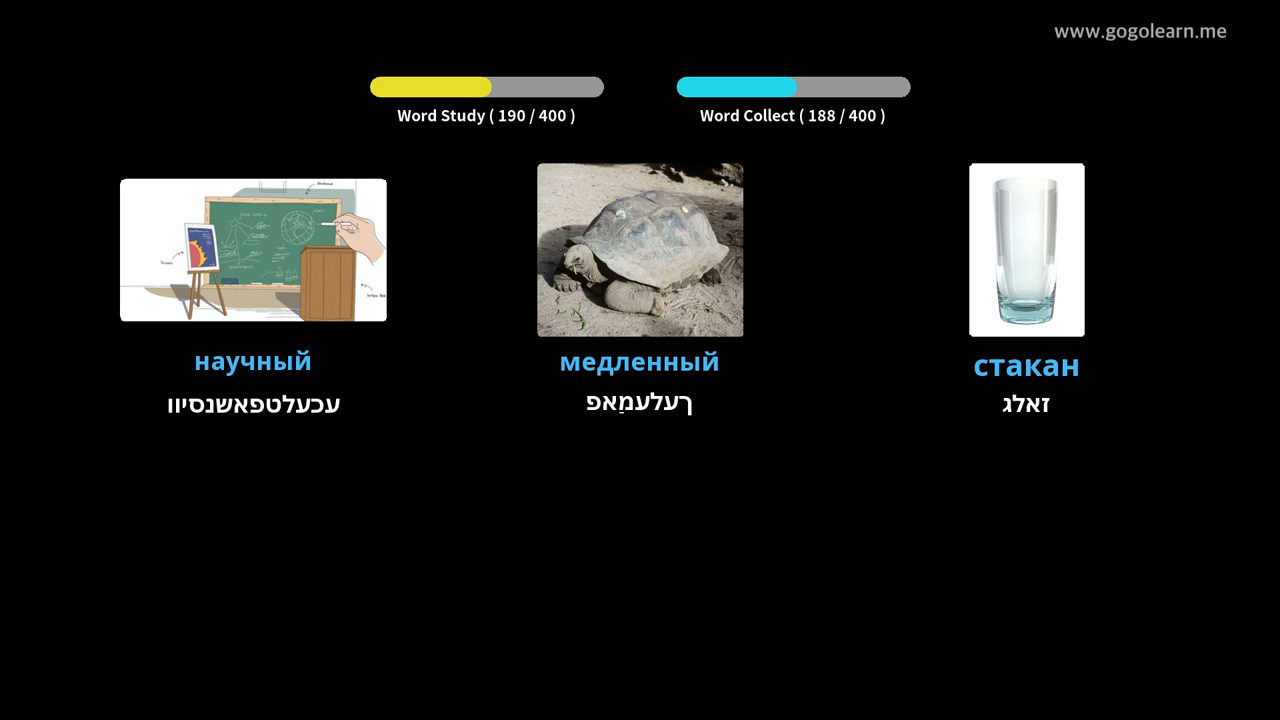 www.gogolearn.me
Word Study ( 190 / 400 )
Word Collect ( 188 / 400 )
научный
עכעלטפאשנסיוו
медленный
ךעלעמַאפ
стакан
זאלג